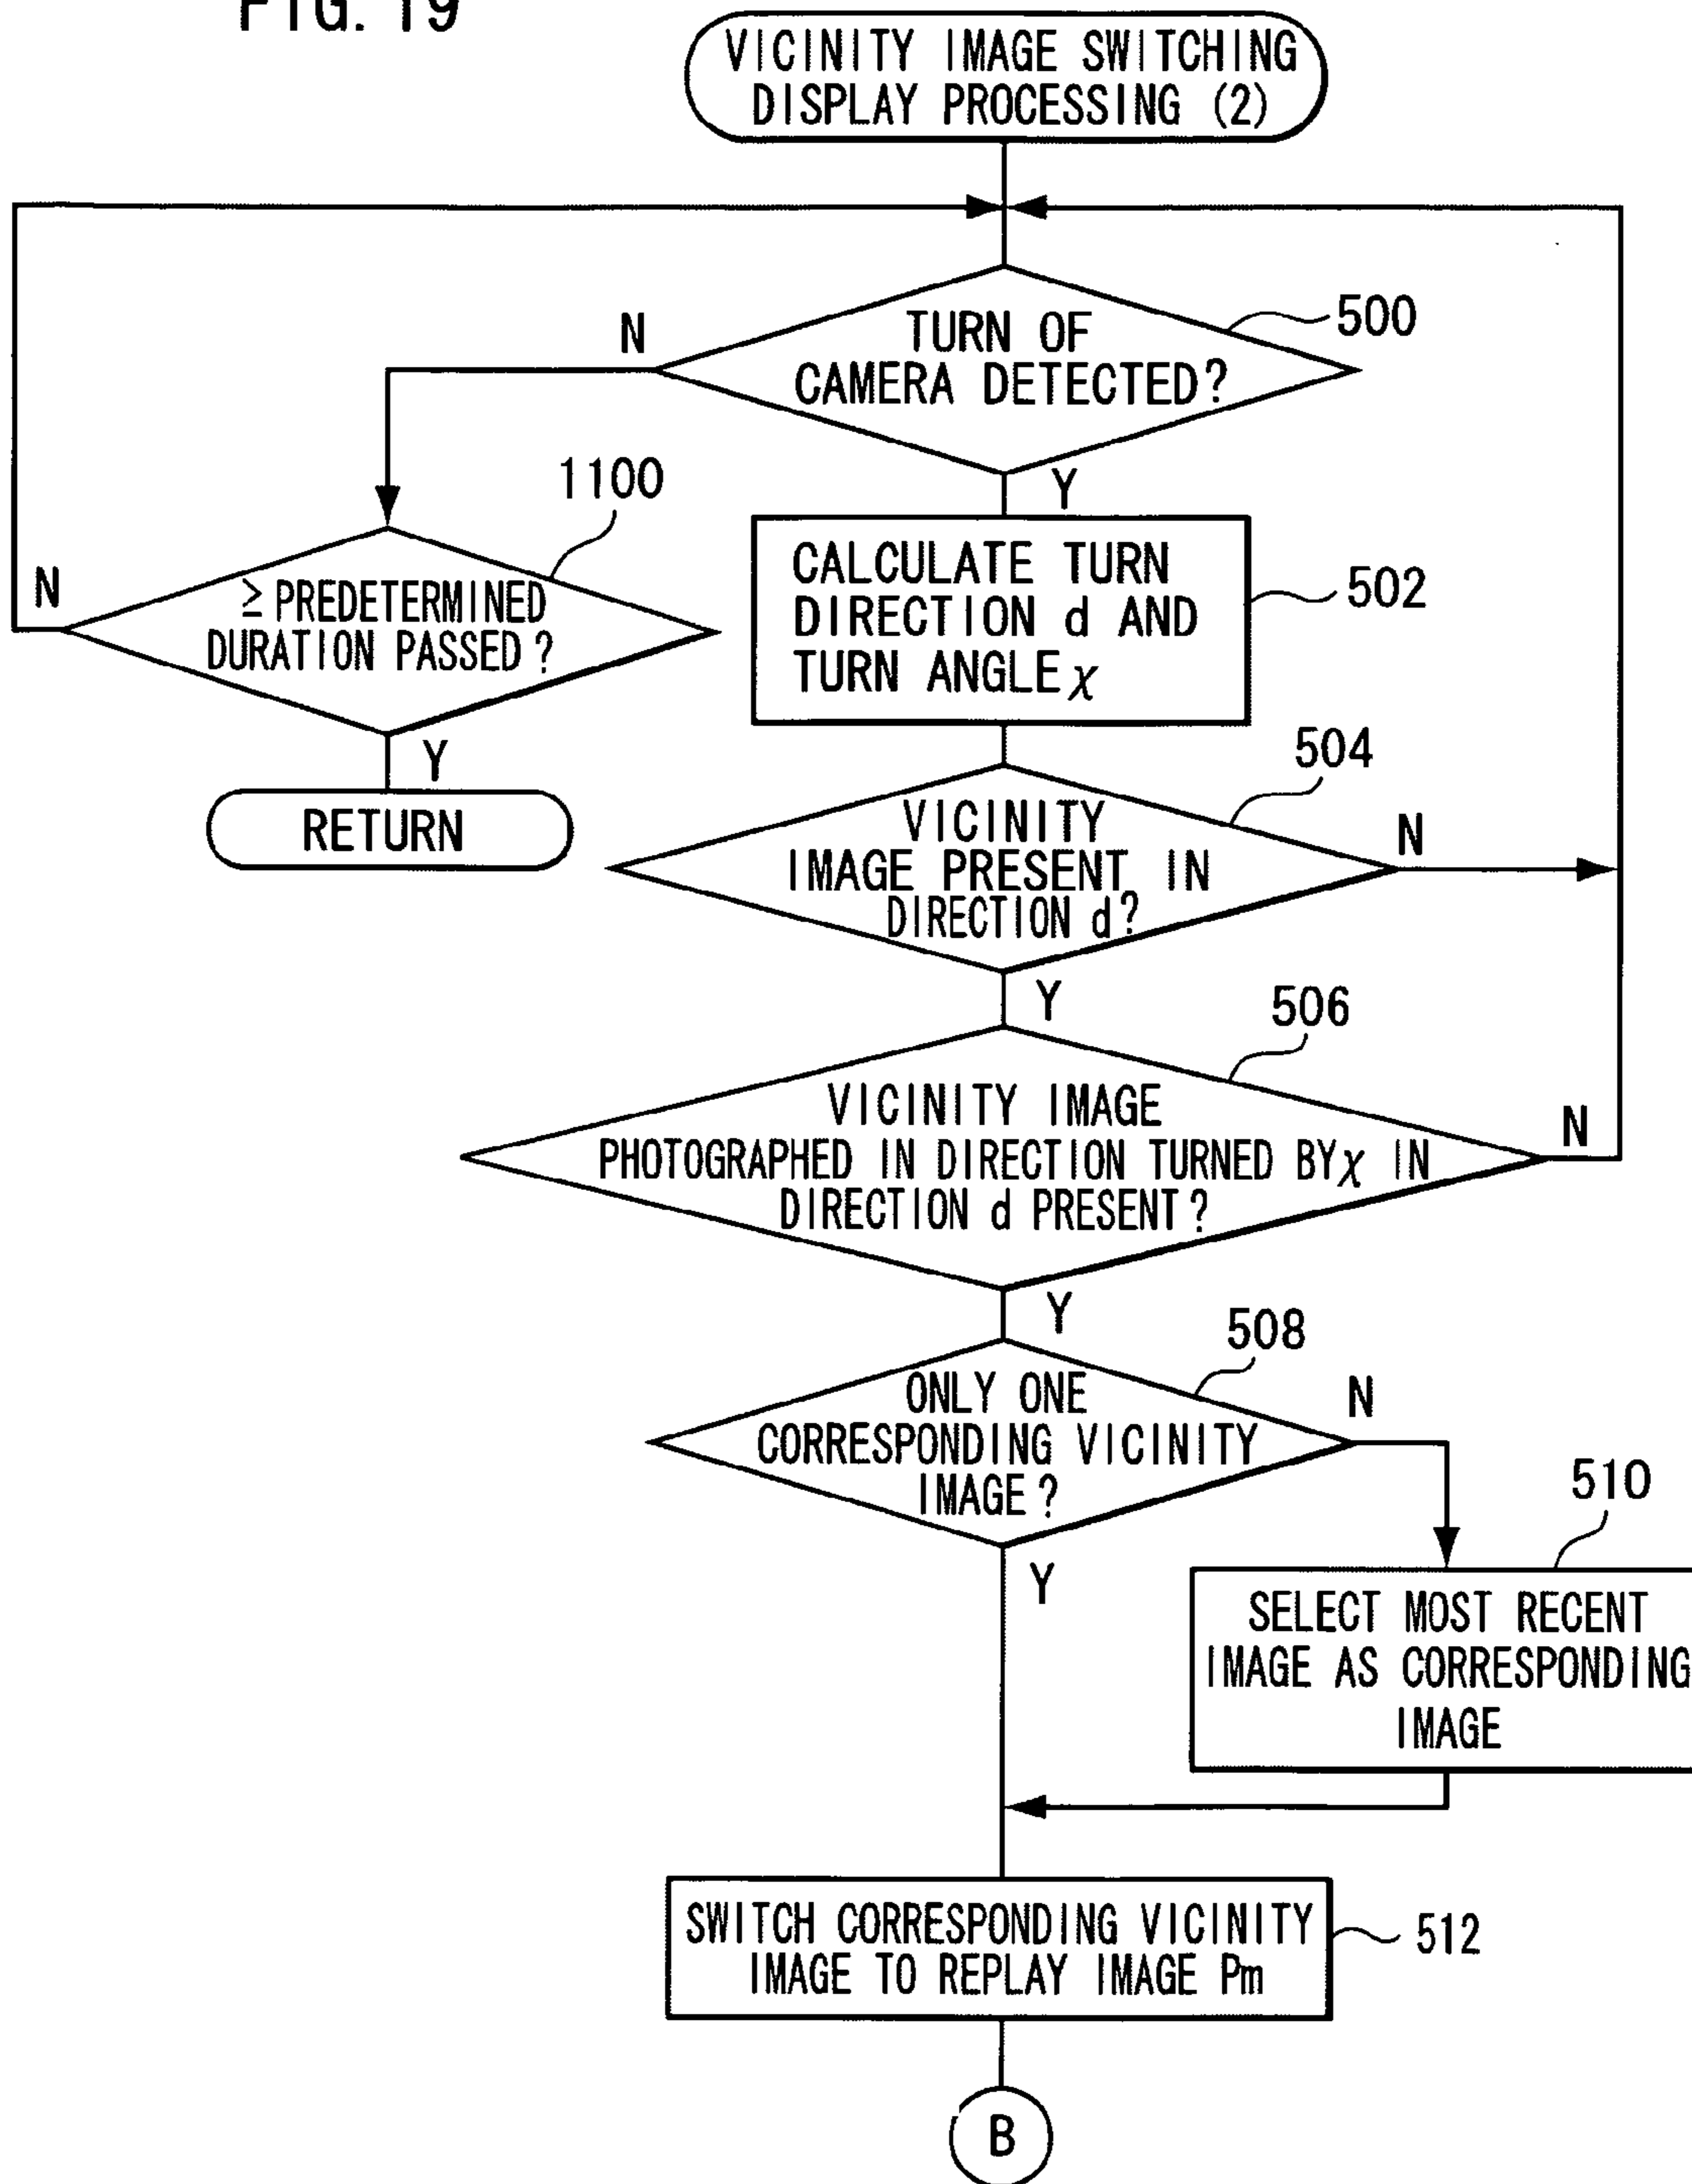 FIG. 19
VICINITY IMAGE SWITCHING
DISPLAY PROCESSING (2)
TURN OF
CAMERA DETECTED?
500
N
Y
1100
≥ PREDETERMINED
DURATION PASSED?
N
Y
RETURN
CALCULATE TURN
DIRECTION d AND
TURN ANGLE χ
502
504
VICINITY
IMAGE PRESENT IN
DIRECTION d?
N
Y
506
VICINITY IMAGE
PHOTOGRAPHED IN DIRECTION TURNED BY χ IN
DIRECTION d PRESENT?
N
Y
508
ONLY ONE
CORRESPONDING VICINITY
IMAGE?
N
Y
510
SELECT MOST RECENT
IMAGE AS CORRESPONDING
IMAGE
SWITCH CORRESPONDING VICINITY
IMAGE TO REPLAY IMAGE Pm
512
B